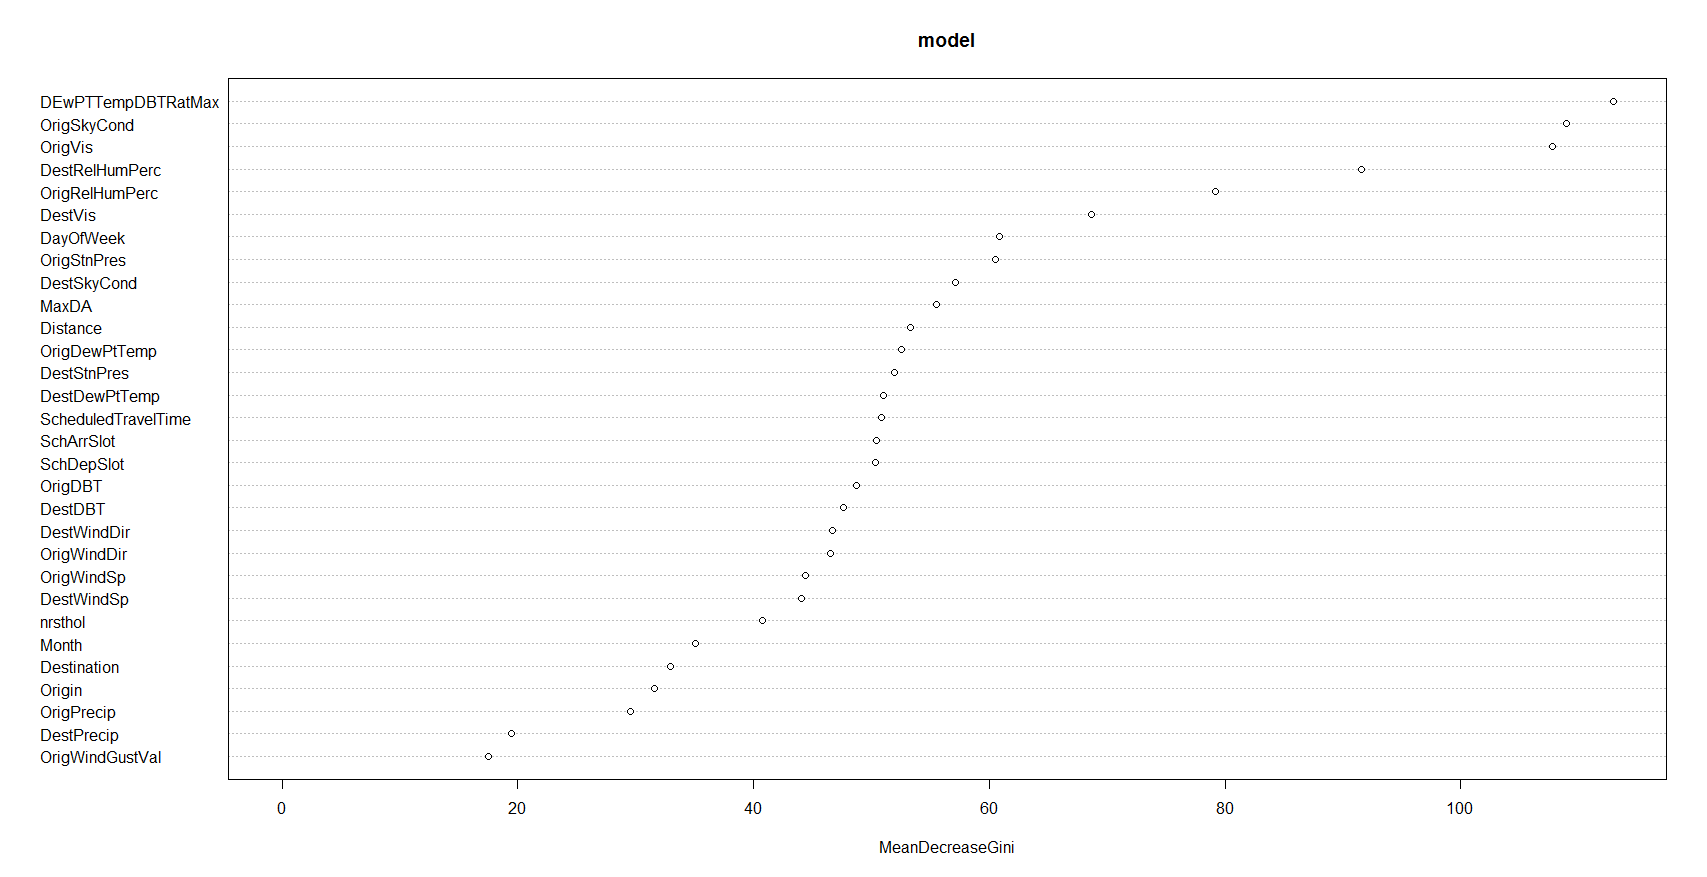 model
DEwPTTempDBTRatMax
OrigSkyCond
OrigVis
DestRelHumPerc
OrigRelHumPerc
DestVis
DayOfWeek
OrigStnPres
DestSkyCond
MaxDA
Distance
OrigDewPtTemp
DestStnPres
DestDewPtTemp
ScheduledTravelTime
SchArrSlot
SchDepSlot
OrigDBT
DestDBT
DestWindDir
OrigWindDir
OrigWindSp
DestWindSp
nrsthol
Month
Destination
Origin
OrigPrecip
DestPrecip
OrigWindGustVal
0 20 40 60 80 100
MeanDecreaseGini